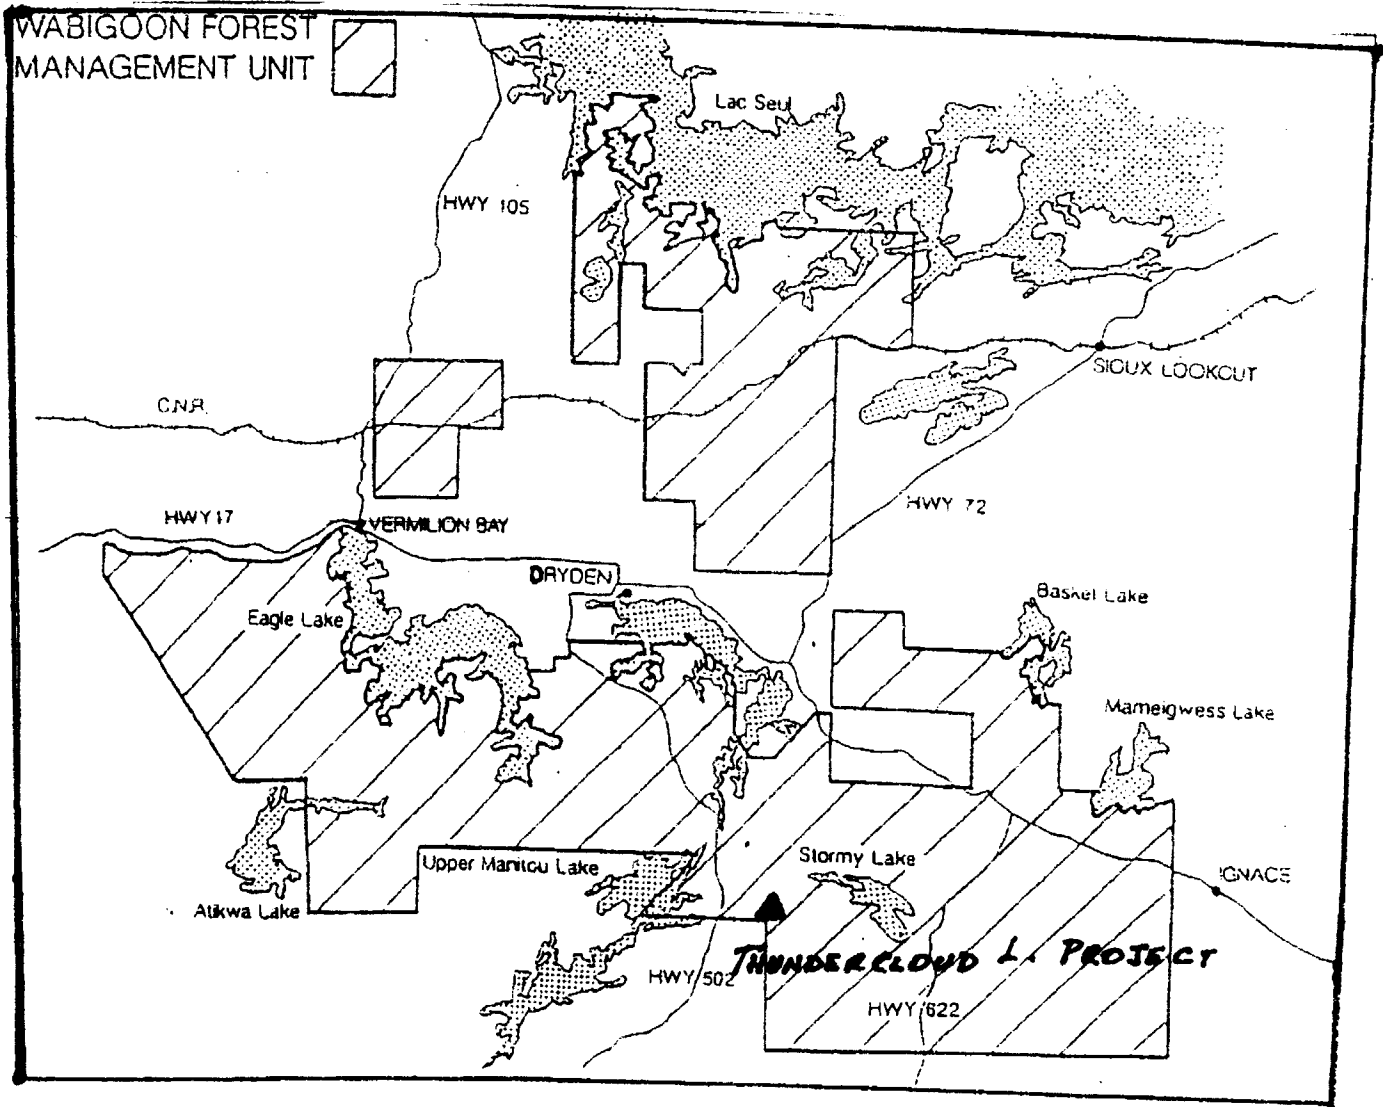 WABIGOON FOREST
MANAGEMENT UNIT
Lac Seul
HWY 105
SIOUX LOOKOUT
C.N.R.
HWY 17
VERMILION BAY
HWY 72
DRYDEN
Basket Lake
Eagle Lake
Mameigwess Lake
Stormy Lake
Upper Manitou Lake
IGNACE
Atikwa Lake
THUNDERCLOUD L. PROJECT
HWY 502
HWY 622